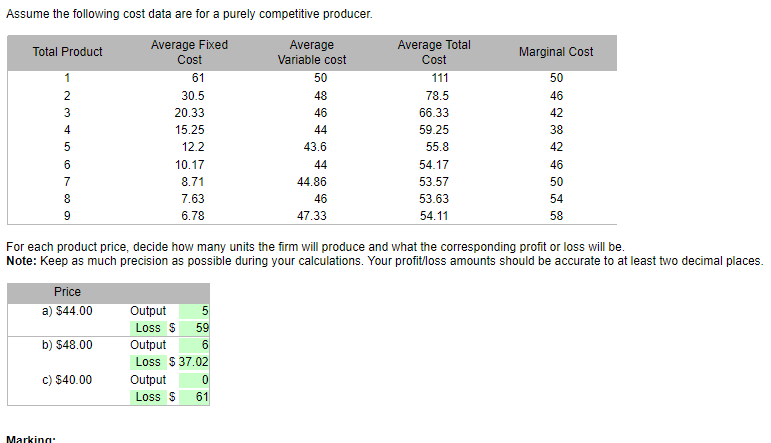 Assume the following cost data are for a purely competitive producer.
Total Product Average Fixed Cost Average Variable cost Average Total Cost Marginal Cost
1 61 50 111 50
2 30.5 48 78.5 46
3 20.33 46 66.33 42
4 15.25 44 59.25 38
5 12.2 43.6 55.8 42
6 10.17 44 54.17 46
7 8.71 44.86 53.57 50
8 7.63 46 53.63 54
9 6.78 47.33 54.11 58
For each product price, decide how many units the firm will produce and what the corresponding profit or loss will be.
Note: Keep as much precision as possible during your calculations. Your profit/loss amounts should be accurate to at least two decimal places.
Price
a) $44.00 Output 5
Loss $ 59
b) $48.00 Output 6
Loss $ 37.02
c) $40.00 Output 0
Loss $ 61
Marking: